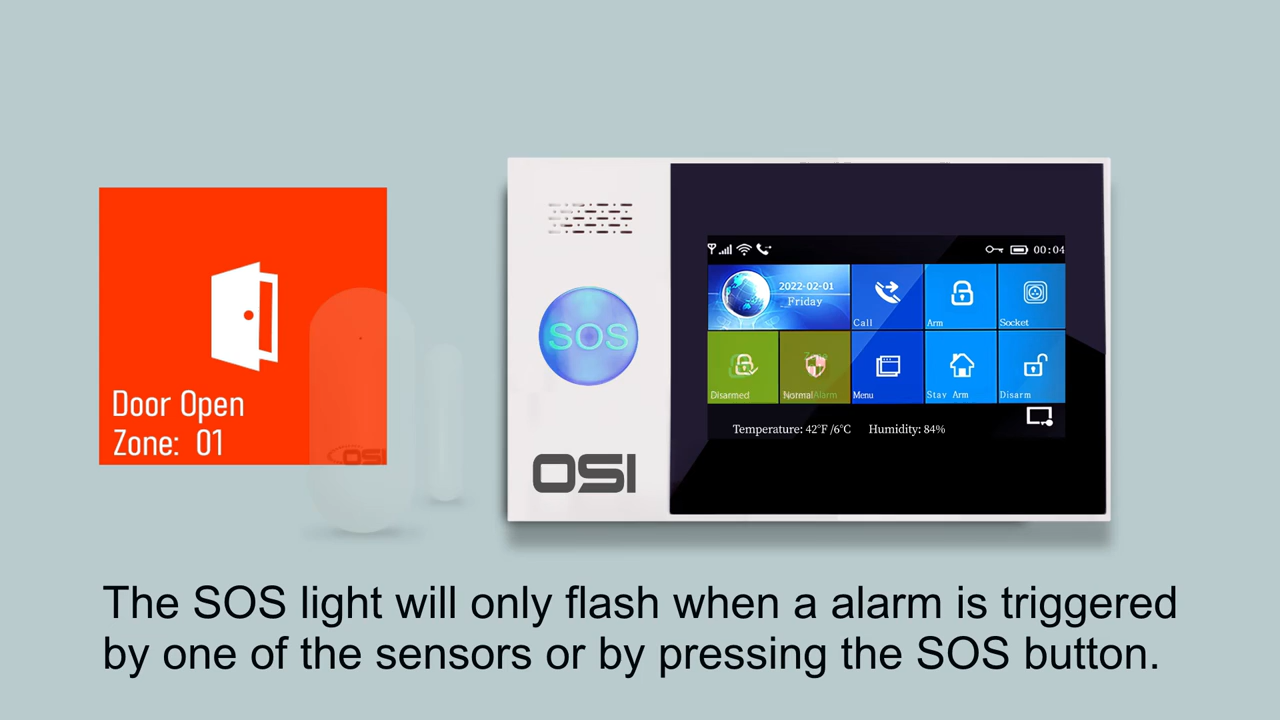 Door Open
Zone: 01
OSI
SOS
OSI
00:04
2022-02-01
Friday
Call
Arm
Socket
Disarmed
Normal
Alarm
Menu
Stay Arm
Disarm
Temperature: 42°F /6°C Humidity: 84%
The SOS light will only flash when a alarm is triggered
by one of the sensors or by pressing the SOS button.